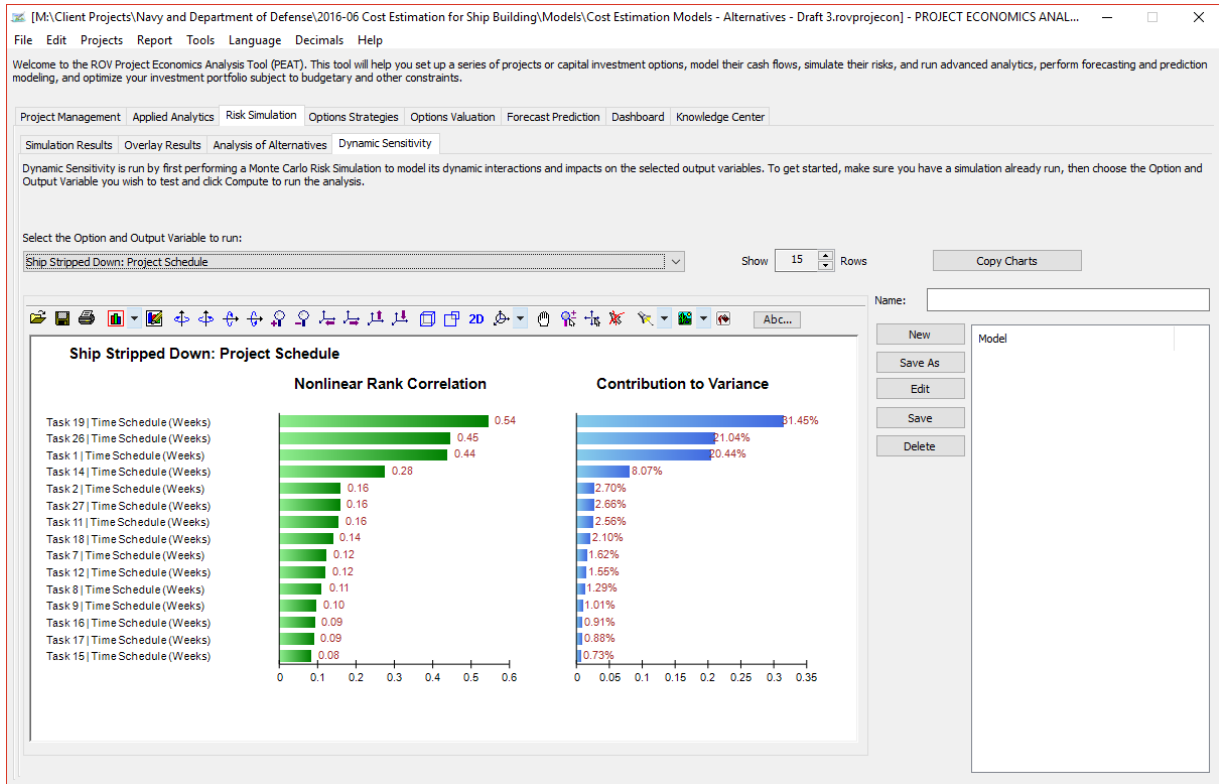 [M:\Client Projects\Navy and Department of Defense\2016-06 Cost Estimation for Ship Building\Models\Cost Estimation Models - Alternatives - Draft 3.rovprojecon] - PROJECT ECONOMICS ANAL...
File Edit Projects Report Tools Language Decimals Help
Welcome to the ROV Project Economics Analysis Tool (PEAT). This tool will help you set up a series of projects or capital investment options, model their cash flows, simulate their risks, and run advanced analytics, perform forecasting and prediction
modeling, and optimize your investment portfolio subject to budgetary and other constraints.
Project Management Applied Analytics Risk Simulation Options Strategies Options Valuation Forecast Prediction Dashboard Knowledge Center
Simulation Results Overlay Results Analysis of Alternatives Dynamic Sensitivity
Dynamic Sensitivity is run by first performing a Monte Carlo Risk Simulation to model its dynamic interactions and impacts on the selected output variables. To get started, make sure you have a simulation already run, then choose the Option and
Output Variable you wish to test and click Compute to run the analysis.
Select the Option and Output Variable to run:
Ship Stripped Down: Project Schedule Show 15 Rows Copy Charts
Name:
2D Abc...
New
Save As
Edit
Save
Delete
Model
Ship Stripped Down: Project Schedule
Nonlinear Rank Correlation Contribution to Variance
Task 19 | Time Schedule (Weeks) 0.54 31.45%
Task 26 | Time Schedule (Weeks) 0.45 21.04%
Task 1 | Time Schedule (Weeks) 0.44 20.44%
Task 14 | Time Schedule (Weeks) 0.28 8.07%
Task 2 | Time Schedule (Weeks) 0.16 2.70%
Task 27 | Time Schedule (Weeks) 0.16 2.66%
Task 11 | Time Schedule (Weeks) 0.16 2.56%
Task 18 | Time Schedule (Weeks) 0.14 2.10%
Task 7 | Time Schedule (Weeks) 0.12 1.62%
Task 12 | Time Schedule (Weeks) 0.12 1.55%
Task 8 | Time Schedule (Weeks) 0.11 1.29%
Task 9 | Time Schedule (Weeks) 0.10 1.01%
Task 16 | Time Schedule (Weeks) 0.09 0.91%
Task 17 | Time Schedule (Weeks) 0.09 0.88%
Task 15 | Time Schedule (Weeks) 0.08 0.73%
0 0.1 0.2 0.3 0.4 0.5 0.6 0 0.05 0.1 0.15 0.2 0.25 0.3 0.35